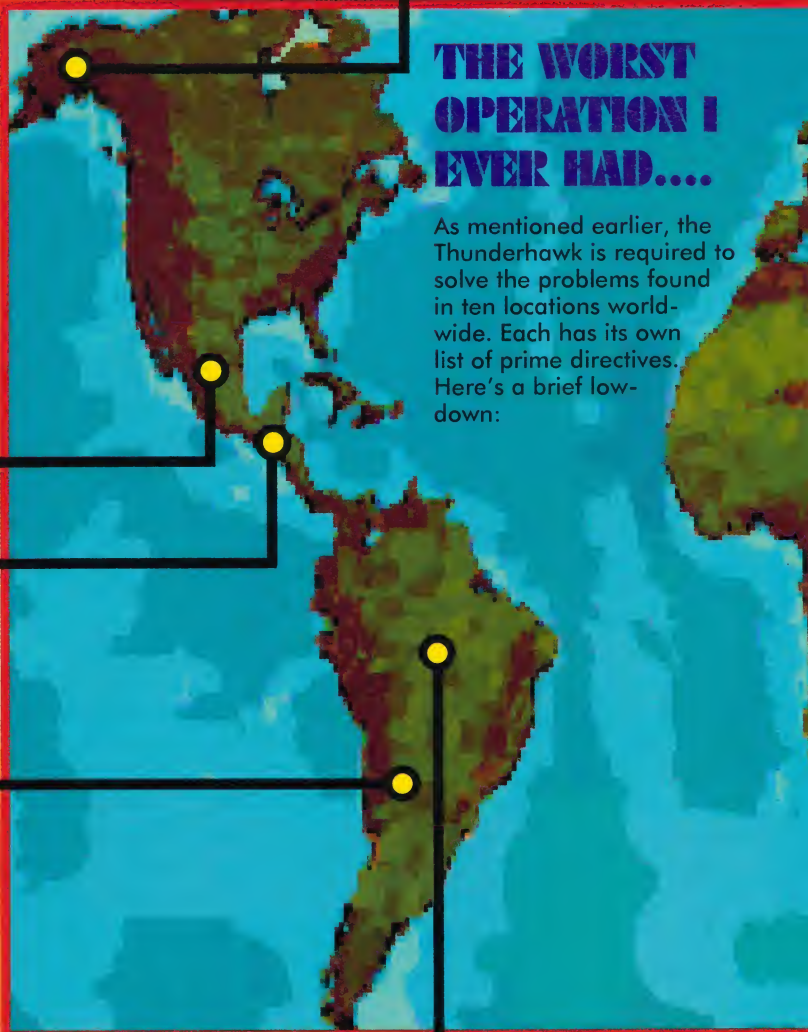 THE WORST
OPERATION I
EVER HAD....
As mentioned earlier, the
Thunderhawk is required to
solve the problems found
in ten locations world-
wide. Each has its own
list of prime directives.
Here's a brief low-
down: